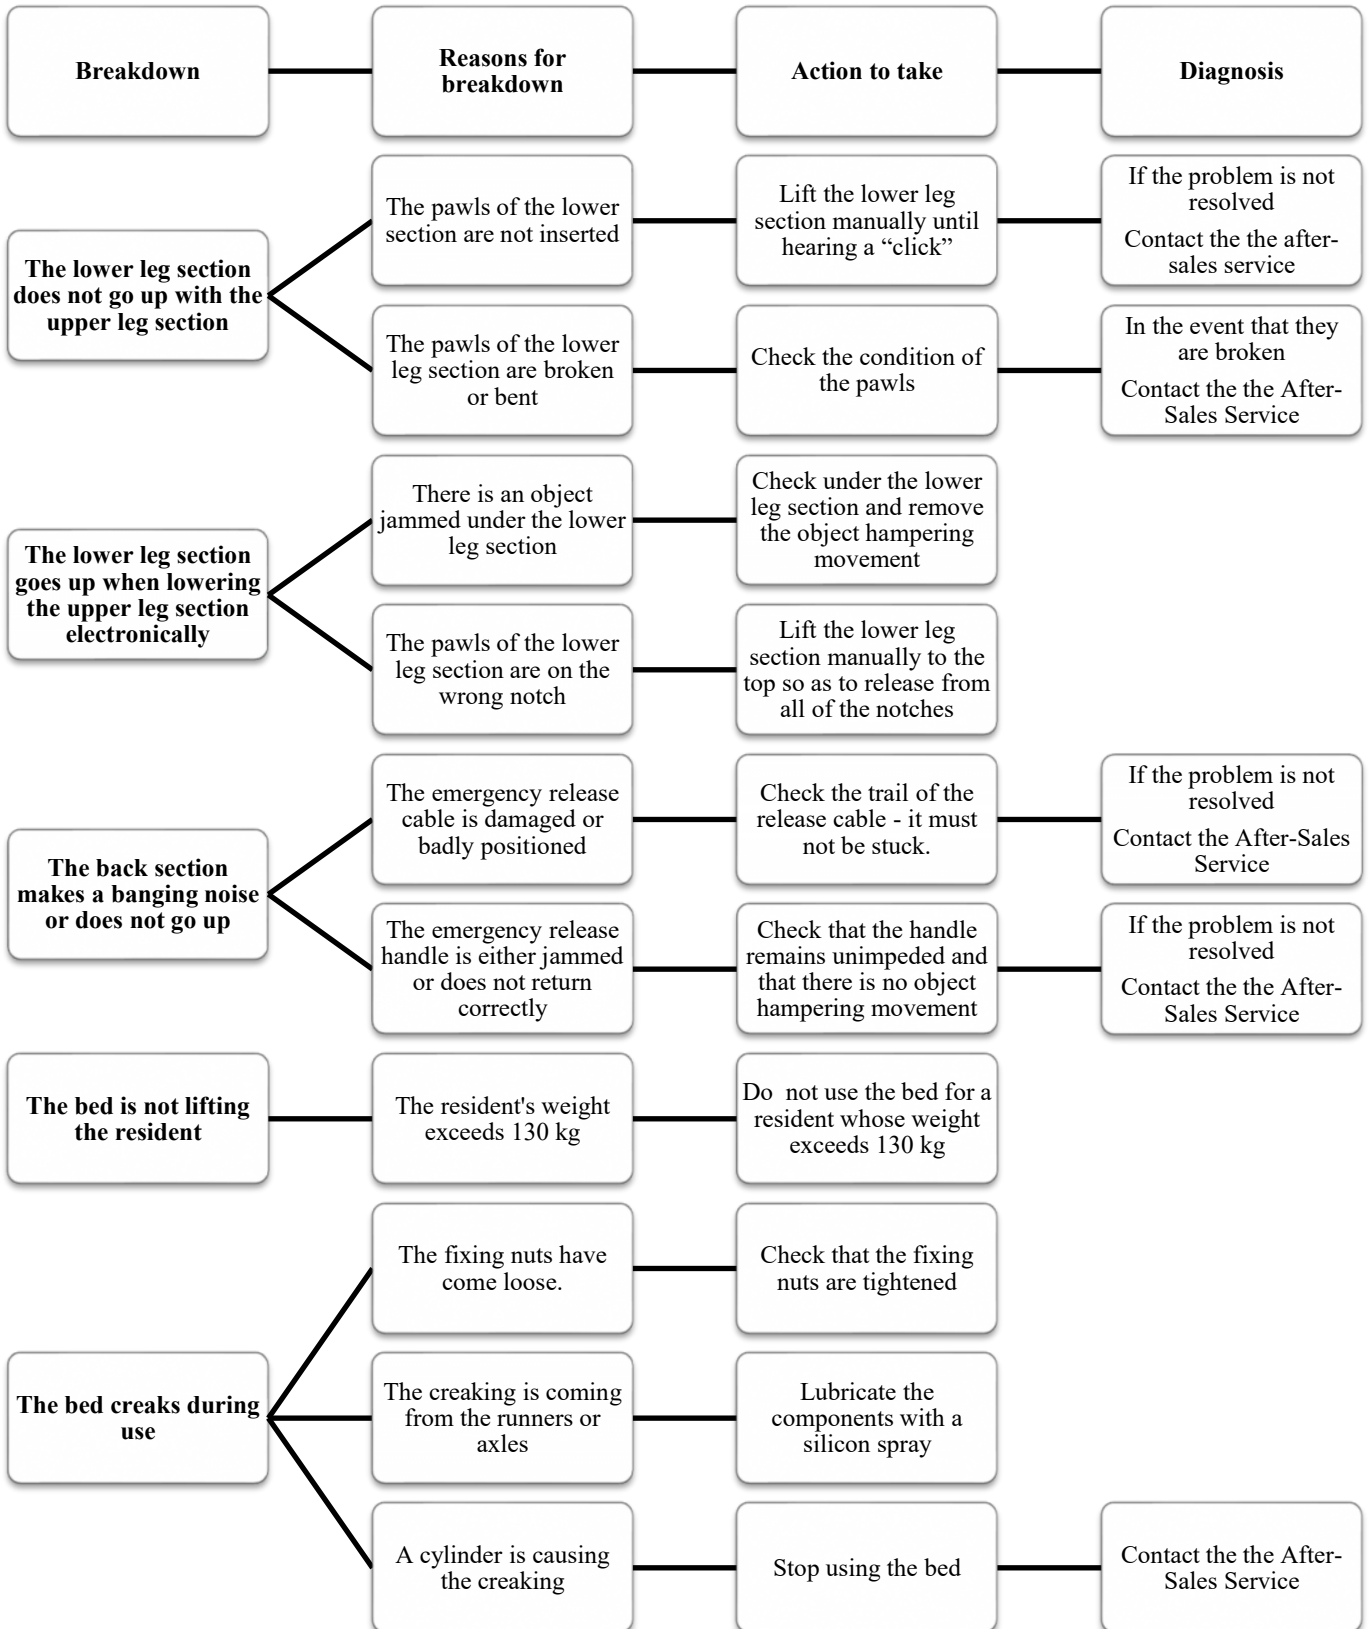 Breakdown
Reasons for
breakdown
Action to take
Diagnosis
The lower leg section
does not go up with the
upper leg section
The pawls of the lower
section are not inserted
Lift the lower leg
section manually until
hearing a “click”
If the problem is not
resolved
Contact the the after-
sales service
The pawls of the lower
leg section are broken
or bent
Check the condition of
the pawls
In the event that they
are broken
Contact the the After-
Sales Service
The lower leg section
goes up when lowering
the upper leg section
electronically
There is an object
jammed under the lower
leg section
Check under the lower
leg section and remove
the object hampering
movement
The pawls of the lower
leg section are on the
wrong notch
Lift the lower leg
section manually to the
top so as to release from
all of the notches
The back section
makes a banging noise
or does not go up
The emergency release
cable is damaged or
badly positioned
Check the trail of the
release cable - it must
not be stuck.
If the problem is not
resolved
Contact the After-Sales
Service
The emergency release
handle is either jammed
or does not return
correctly
Check that the handle
remains unimpeded and
that there is no object
hampering movement
If the problem is not
resolved
Contact the the After-
Sales Service
The bed is not lifting
the resident
The resident's weight
exceeds 130 kg
Do  not use the bed for a
resident whose weight
exceeds 130 kg
The bed creaks during
use
The fixing nuts have
come loose.
Check that the fixing
nuts are tightened
The creaking is coming
from the runners or
axles
Lubricate the
components with a
silicon spray
A cylinder is causing
the creaking
Stop using the bed
Contact the the After-
Sales Service